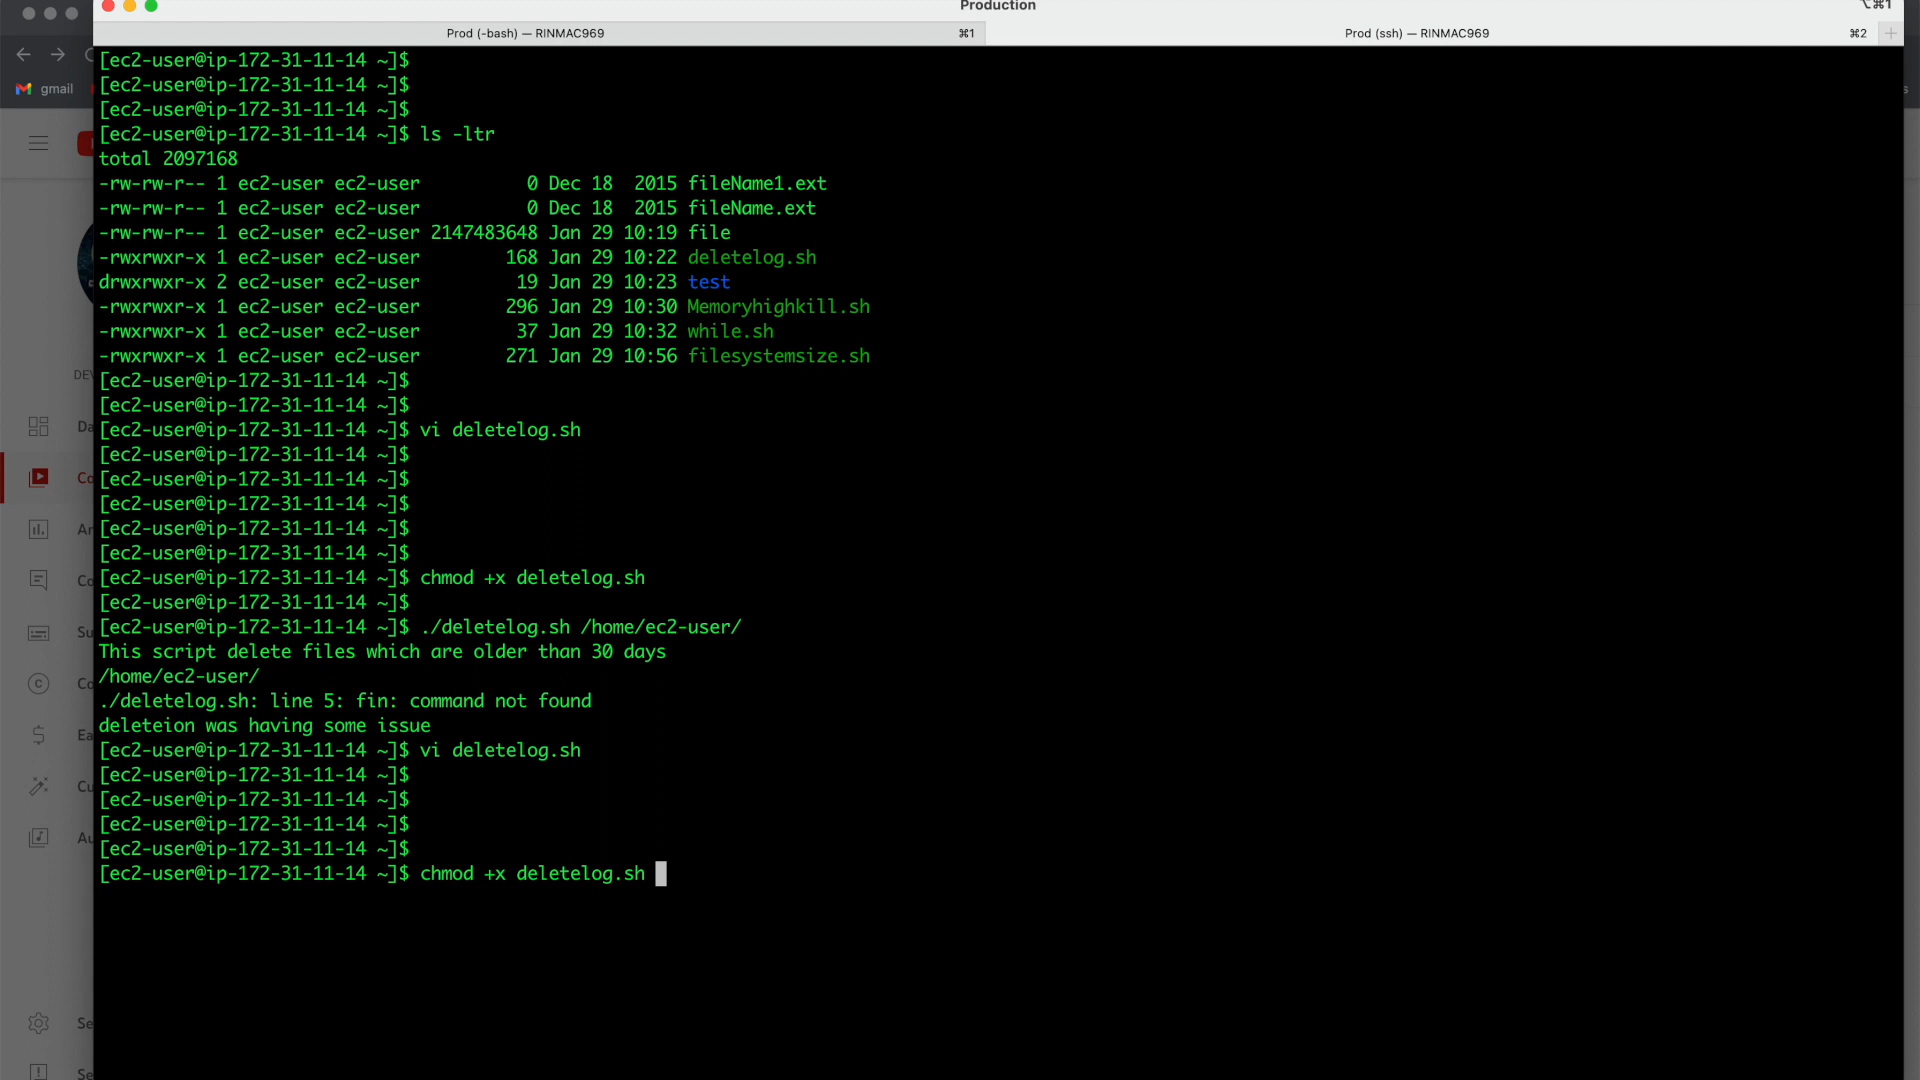 Production
⌥⌘1
Prod (-bash) — RINMAC969 ⌘1 Prod (ssh) — RINMAC969 ⌘2 +
gmail
[ec2-user@ip-172-31-11-14 ~]$
[ec2-user@ip-172-31-11-14 ~]$
[ec2-user@ip-172-31-11-14 ~]$
[ec2-user@ip-172-31-11-14 ~]$ ls -ltr
total 2097168
-rw-rw-r-- 1 ec2-user ec2-user          0 Dec 18  2015 fileName1.ext
-rw-rw-r-- 1 ec2-user ec2-user          0 Dec 18  2015 fileName.ext
-rw-rw-r-- 1 ec2-user ec2-user 2147483648 Jan 29 10:19 file
-rwxrwxr-x 1 ec2-user ec2-user        168 Jan 29 10:22 deletelog.sh
drwxrwxr-x 2 ec2-user ec2-user         19 Jan 29 10:23 test
-rwxrwxr-x 1 ec2-user ec2-user        296 Jan 29 10:30 Memoryhighkill.sh
-rwxrwxr-x 1 ec2-user ec2-user         37 Jan 29 10:32 while.sh
-rwxrwxr-x 1 ec2-user ec2-user        271 Jan 29 10:56 filesystemsize.sh
[ec2-user@ip-172-31-11-14 ~]$
[ec2-user@ip-172-31-11-14 ~]$
[ec2-user@ip-172-31-11-14 ~]$ vi deletelog.sh
[ec2-user@ip-172-31-11-14 ~]$
[ec2-user@ip-172-31-11-14 ~]$
[ec2-user@ip-172-31-11-14 ~]$
[ec2-user@ip-172-31-11-14 ~]$
[ec2-user@ip-172-31-11-14 ~]$
[ec2-user@ip-172-31-11-14 ~]$ chmod +x deletelog.sh
[ec2-user@ip-172-31-11-14 ~]$
[ec2-user@ip-172-31-11-14 ~]$ ./deletelog.sh /home/ec2-user/
This script delete files which are older than 30 days
/home/ec2-user/
./deletelog.sh: line 5: fin: command not found
deleteion was having some issue
[ec2-user@ip-172-31-11-14 ~]$ vi deletelog.sh
[ec2-user@ip-172-31-11-14 ~]$
[ec2-user@ip-172-31-11-14 ~]$
[ec2-user@ip-172-31-11-14 ~]$
[ec2-user@ip-172-31-11-14 ~]$
[ec2-user@ip-172-31-11-14 ~]$ chmod +x deletelog.sh